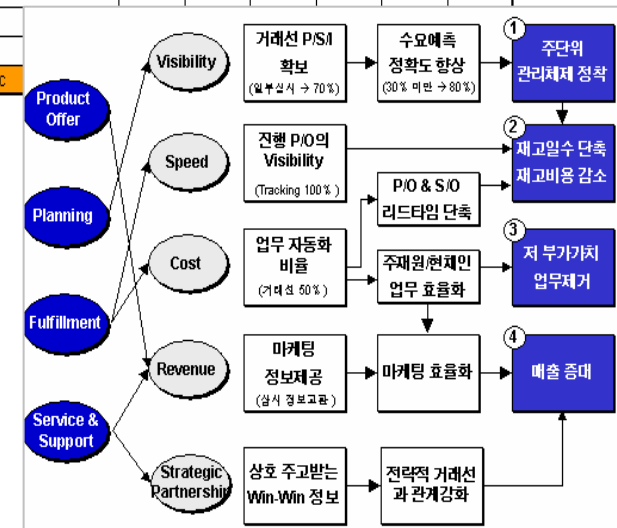 C
Product
Offer
Planning
Fulfillment
Service &
Support
Visibility
Speed
Cost
Revenue
Strategic
Partnership
거래선 P/S/I
확보
(일부실시 → 70%)
수요예측
정확도 향상
(30% 미만 → 80%)
1
주단위
관리체제 정착
진행 P/O의
Visibility
(Tracking 100%)
P/O & S/O
리드타임 단축
2
재고일수 단축
재고비용 감소
업무 자동화
비율
(거래선 50%)
주재원/현채인
업무 효율화
3
저 부가가치
업무제거
마케팅
정보제공
(상시 정보교환)
마케팅 효율화
4
매출 증대
상호 주고받는
Win-Win 정보
전략적 거래선
과 관계강화